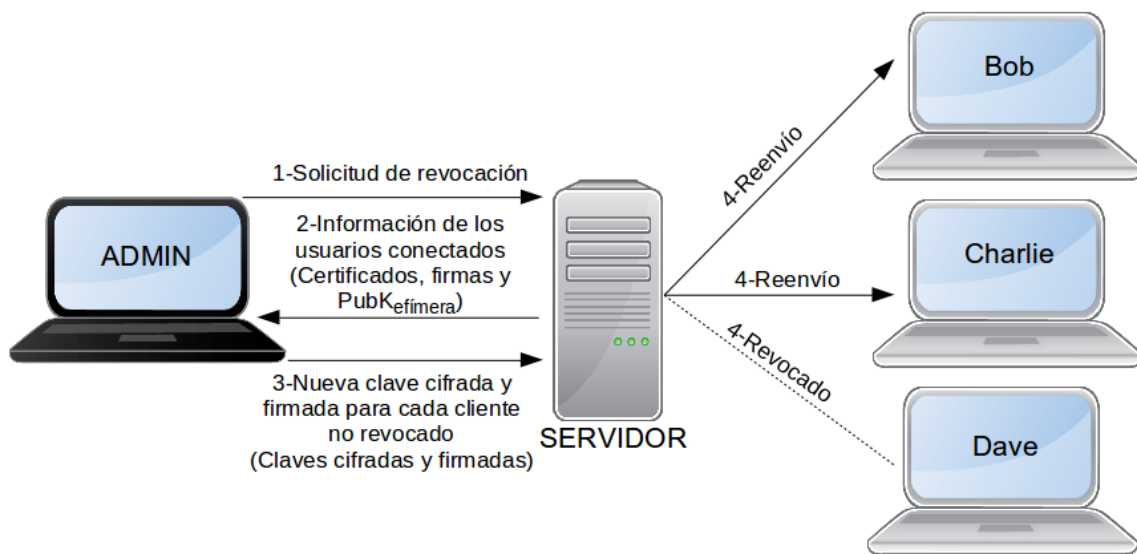 1-Solicitud de revocación
ADMIN
2-Información de los
usuarios conectados
(Certificados, firmas y
PubKefímera)
3-Nueva clave cifrada y
firmada para cada cliente
no revocado
(Claves cifradas y firmadas)
SERVIDOR
4-Reenvío
Bob
4-Reenvío
Charlie
4-Revocado
Dave